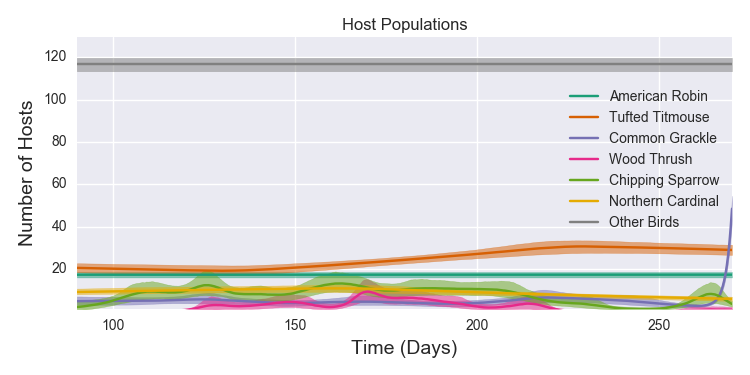 Host Populations
Number of Hosts
120
100
80
60
40
20
American Robin
Tufted Titmouse
Common Grackle
Wood Thrush
Chipping Sparrow
Northern Cardinal
Other Birds
100 150 200 250
Time (Days)